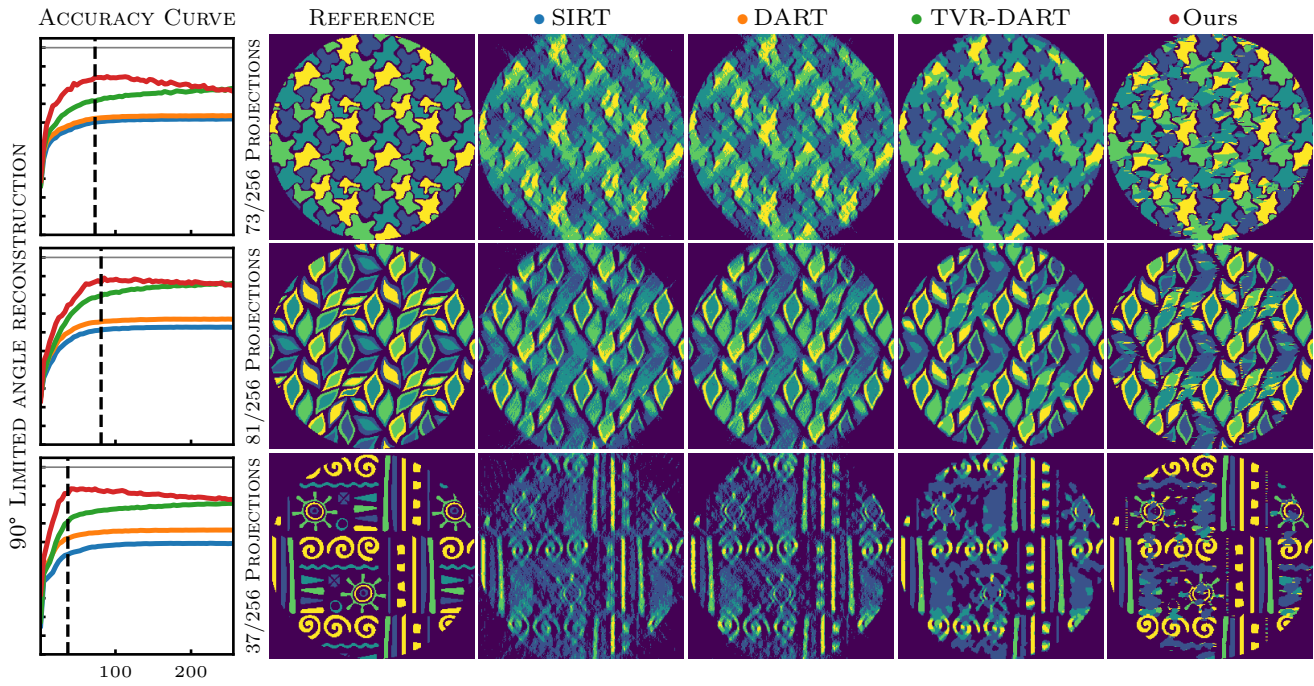 ACCURACY CURVE
REFERENCE
SIRT
DART
TVR-DART
Ours
90° LIMITED ANGLE RECONSTRUCTION
73/256 PROJECTIONS
81/256 PROJECTIONS
37/256 PROJECTIONS
100 200